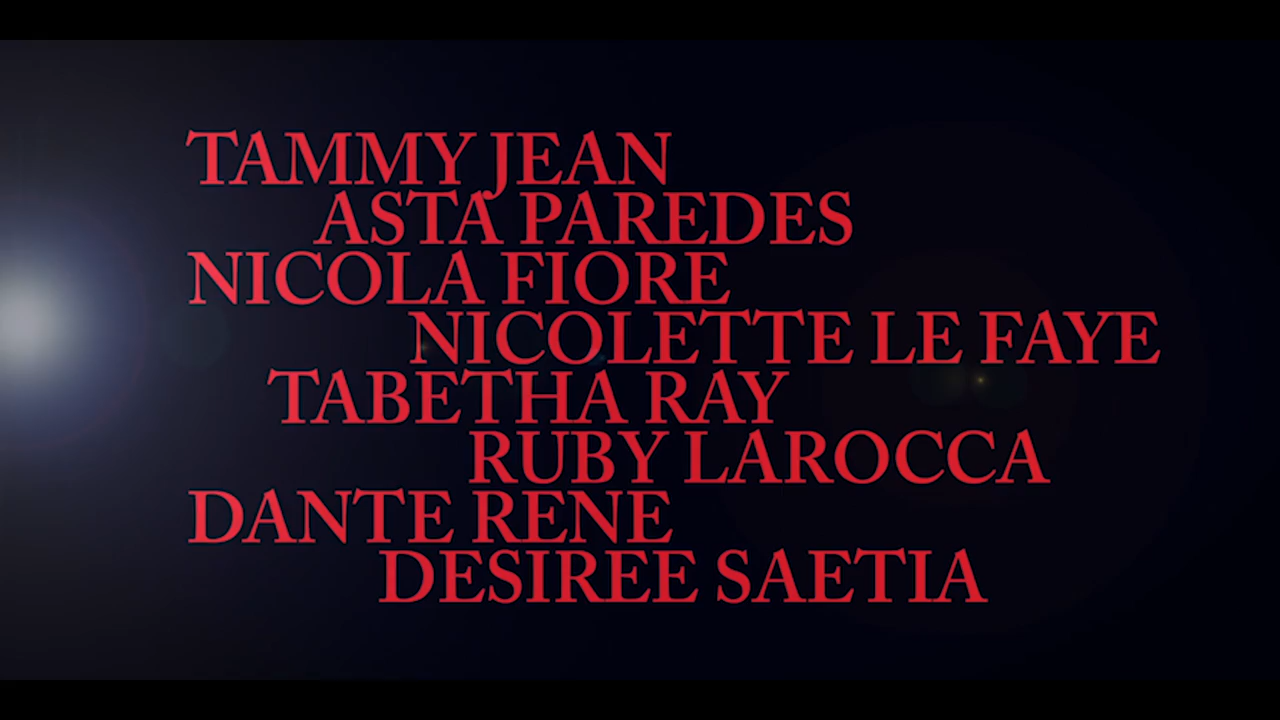 TAMMY JEAN
ASTA PAREDES
NICOLA FIORE
NICOLETTE LE FAYE
TABETHA RAY
RUBY LAROCCA
DANTE RENE
DESIREE SAETIA